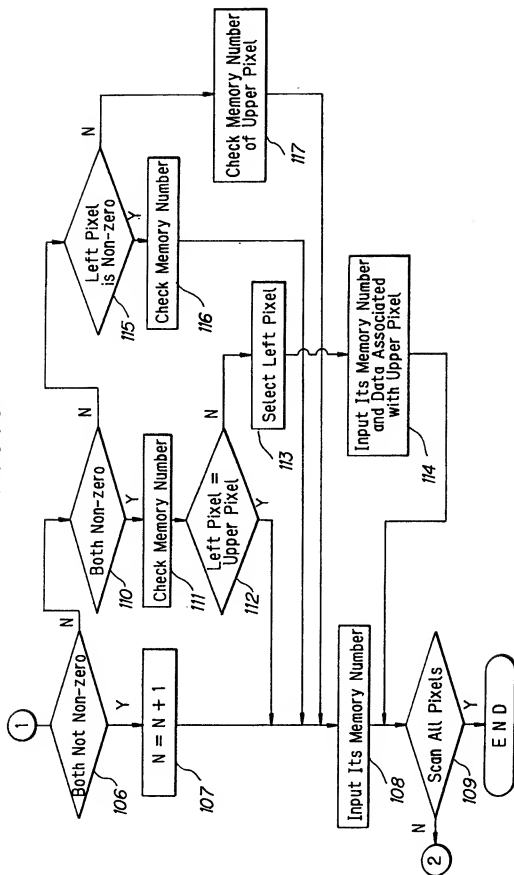 1
Both Not Non-zero
106
N
Y
N = N + 1
107
Both Non-zero
110
N
Y
Check Memory Number
111
Left Pixel =
Upper Pixel
112
N
Y
Select Left Pixel
113
Input Its Memory Number
and Data Associated
with Upper Pixel
114
Left Pixel
is Non-zero
115
N
Y
Check Memory Number
116
Check Memory Number
of Upper Pixel
117
Input Its Memory Number
108
Scan All Pixels
109
N
Y
2
END